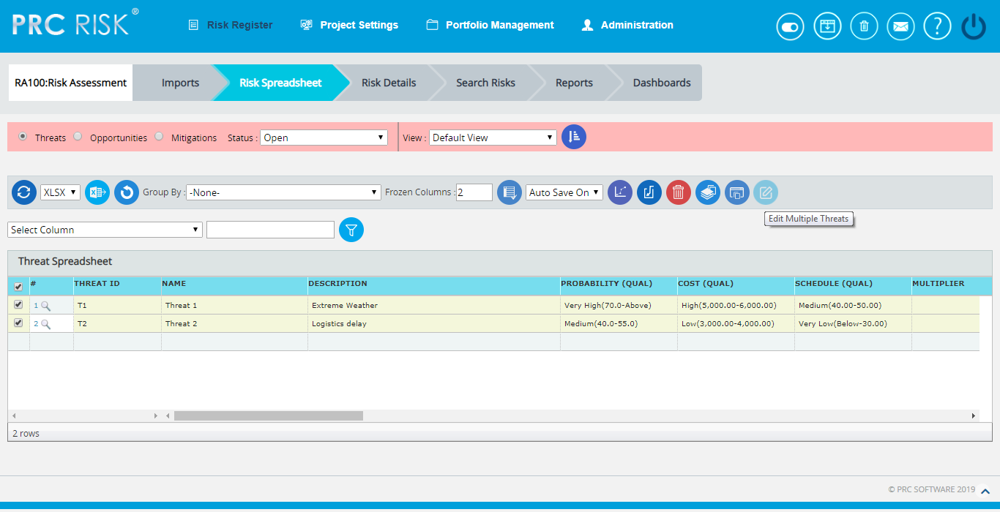 PRC RISK®
Risk Register Project Settings Portfolio Management Administration
?
RA100:Risk Assessment Imports Risk Spreadsheet Risk Details Search Risks Reports Dashboards
Threats Opportunities Mitigations Status : Open View : Default View
XLSX Group By : -None- Frozen Columns : 2 Auto Save On
Edit Multiple Threats
Select Column
Threat Spreadsheet
# THREAT ID NAME DESCRIPTION PROBABILITY (QUAL) COST (QUAL) SCHEDULE (QUAL) MULTIPLIER
1 T1 Threat 1 Extreme Weather Very High(70.0-Above) High(5,000.00-6,000.00) Medium(40.00-50.00)
2 T2 Threat 2 Logistics delay Medium(40.0-55.0) Low(3,000.00-4,000.00) Very Low(Below-30.00)
2 rows
© PRC SOFTWARE 2019